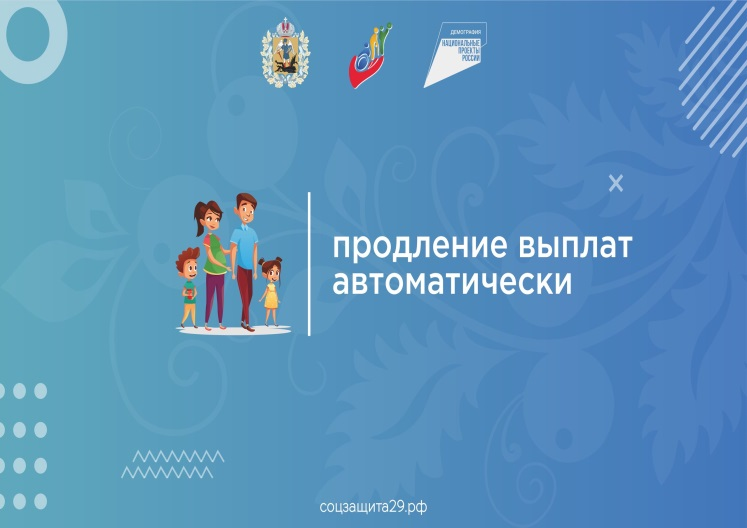 ДЕМОГРАФИЯ
НАЦИОНАЛЬНЫЕ
ПРОЕКТЫ
РОССИИ
продление выплат
автоматически
соцзащита29.рф